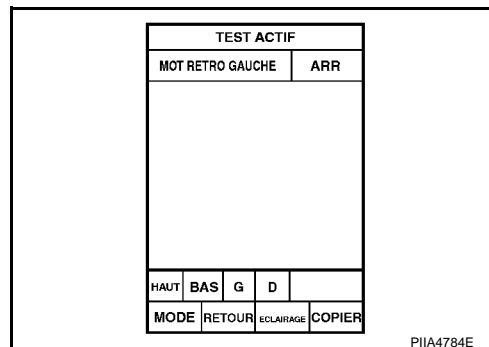 TEST ACTIF
MOT RETRO GAUCHE ARR
HAUT BAS G D
MODE RETOUR ECLAIRAGE COPIER
PIIA4784E